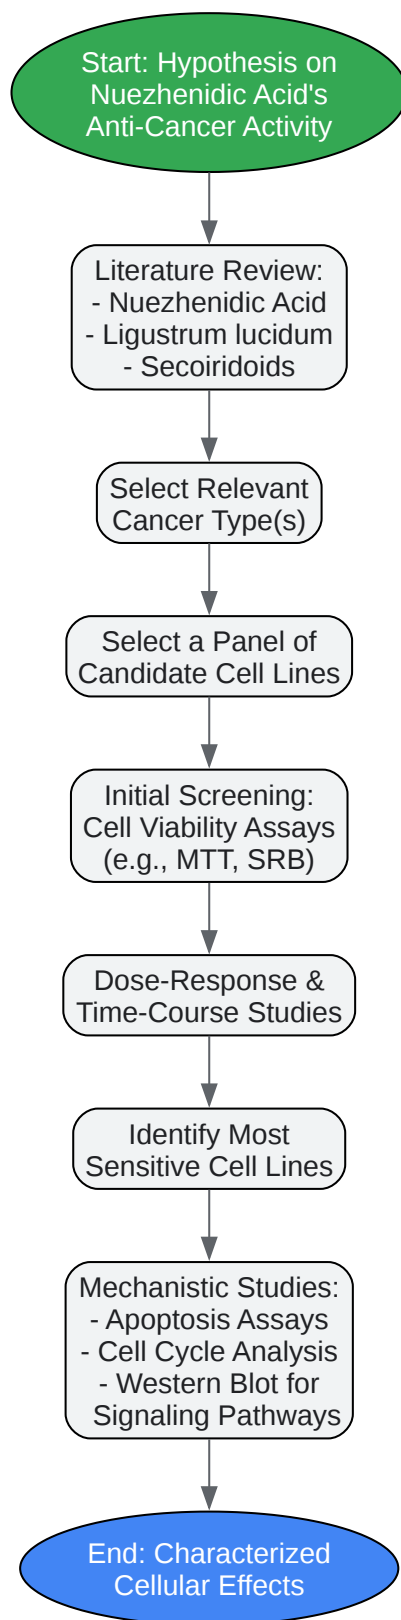 Start: Hypothesis on
Nuezhenidic Acid's
Anti-Cancer Activity
Literature Review:
- Nuezhenidic Acid
- Ligustrum lucidum
- Secoiridoids
Select Relevant
Cancer Type(s)
Select a Panel of
Candidate Cell Lines
Initial Screening:
Cell Viability Assays
(e.g., MTT, SRB)
Dose-Response &
Time-Course Studies
Identify Most
Sensitive Cell Lines
Mechanistic Studies:
- Apoptosis Assays
- Cell Cycle Analysis
- Western Blot for
Signaling Pathways
End: Characterized
Cellular Effects